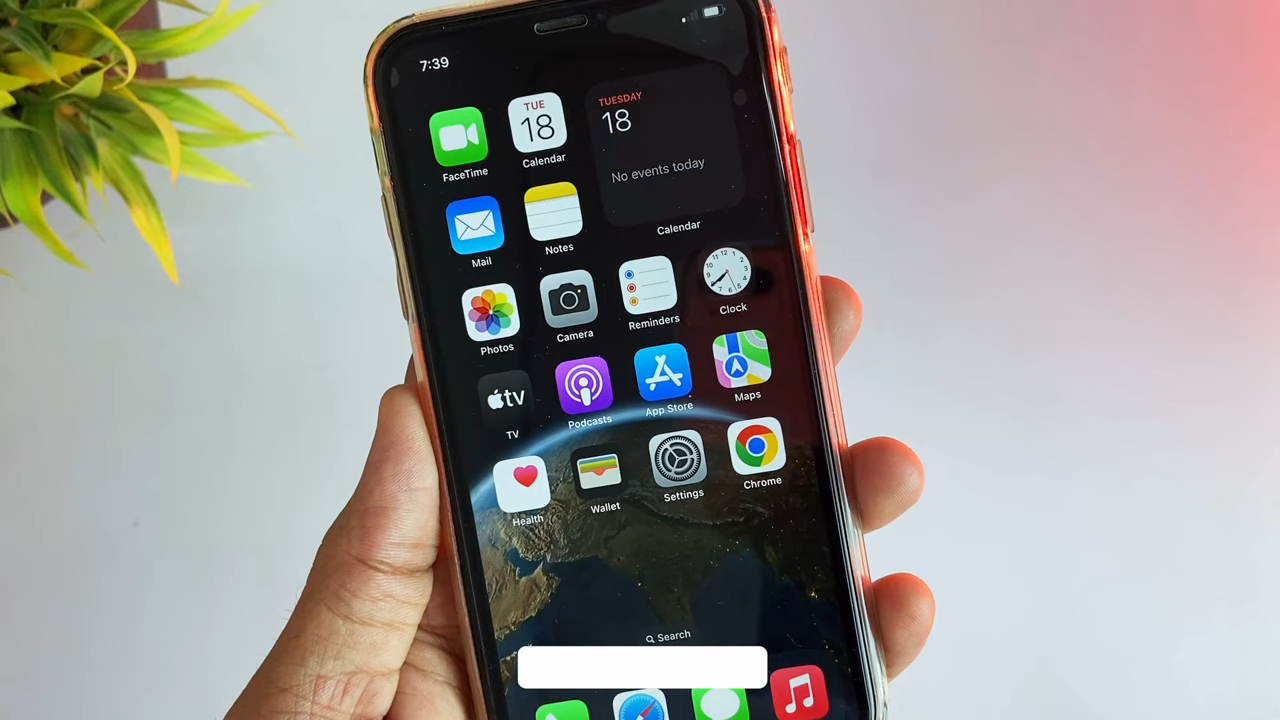 7:39
FaceTime
TUE
18
Calendar
TUESDAY
18
No events today
Calendar
Mail
Notes
Photos
Camera
Reminders
Clock
tv
TV
Podcasts
App Store
Maps
Health
Wallet
Settings
Chrome
Search